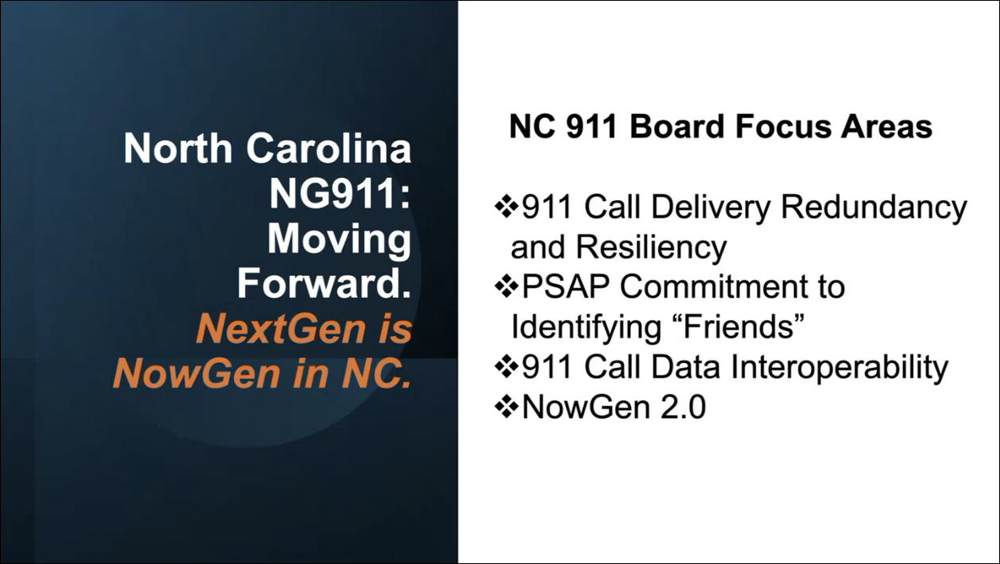 North Carolina
NG911:
Moving
Forward.
NextGen is
NowGen in NC.
NC 911 Board Focus Areas
❖911 Call Delivery Redundancy
and Resiliency
❖PSAP Commitment to
Identifying “Friends”
❖911 Call Data Interoperability
❖NowGen 2.0